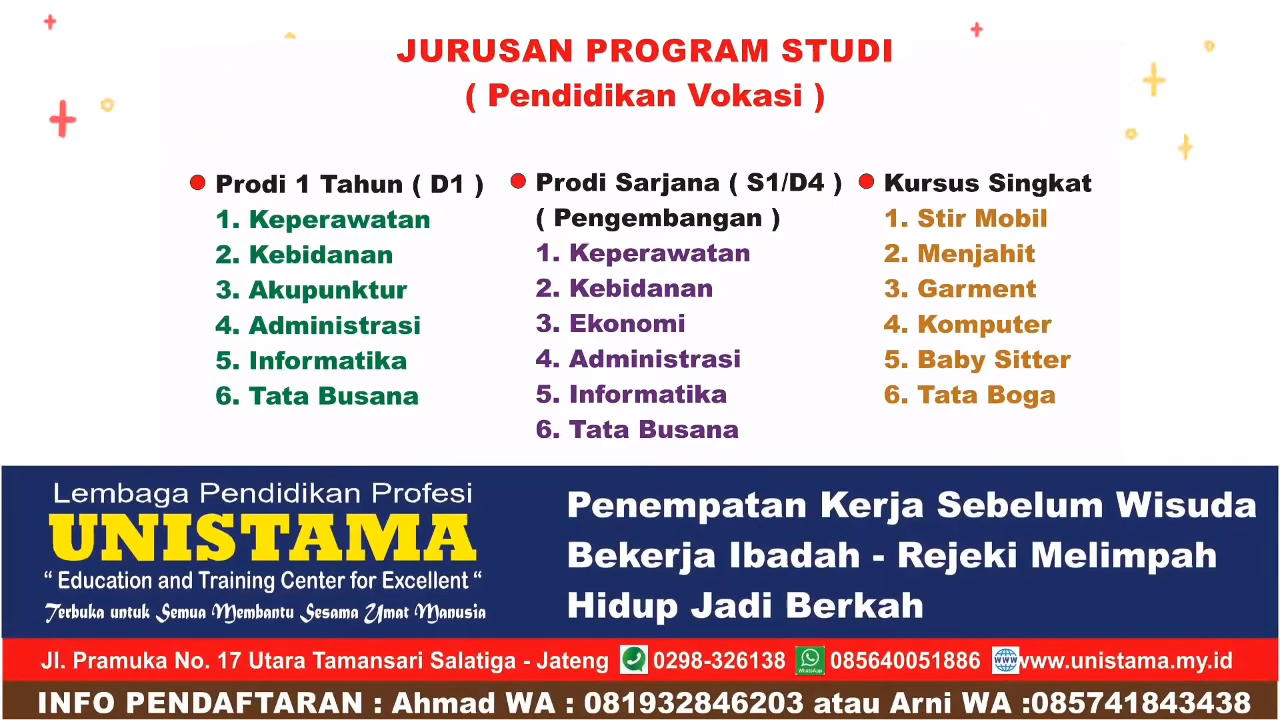 JURUSAN PROGRAM STUDI
( Pendidikan Vokasi )
Prodi 1 Tahun ( D1 )
1. Keperawatan
2. Kebidanan
3. Akupunktur
4. Administrasi
5. Informatika
6. Tata Busana
Prodi Sarjana ( S1/D4 )
( Pengembangan )
1. Keperawatan
2. Kebidanan
3. Ekonomi
4. Administrasi
5. Informatika
6. Tata Busana
Kursus Singkat
1. Stir Mobil
2. Menjahit
3. Garment
4. Komputer
5. Baby Sitter
6. Tata Boga
Lembaga Pendidikan Profesi
UNISTAMA
“ Education and Training Center for Excellent “
Terbuka untuk Semua Membantu Sesama Umat Manusia
Penempatan Kerja Sebelum Wisuda
Bekerja Ibadah - Rejeki Melimpah
Hidup Jadi Berkah
Jl. Pramuka No. 17 Utara Tamansari Salatiga - Jateng 0298-326138 WhatsApp 085640051886 WWW www.unistama.my.id
INFO PENDAFTARAN : Ahmad WA : 081932846203 atau Arni WA :085741843438